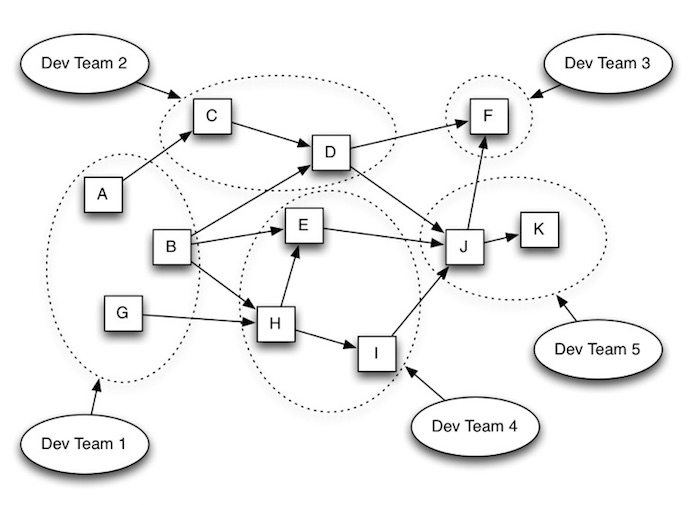 Dev Team 2
Dev Team 3
C
F
D
A
E
K
B
J
G
H
I
Dev Team 5
Dev Team 4
Dev Team 1